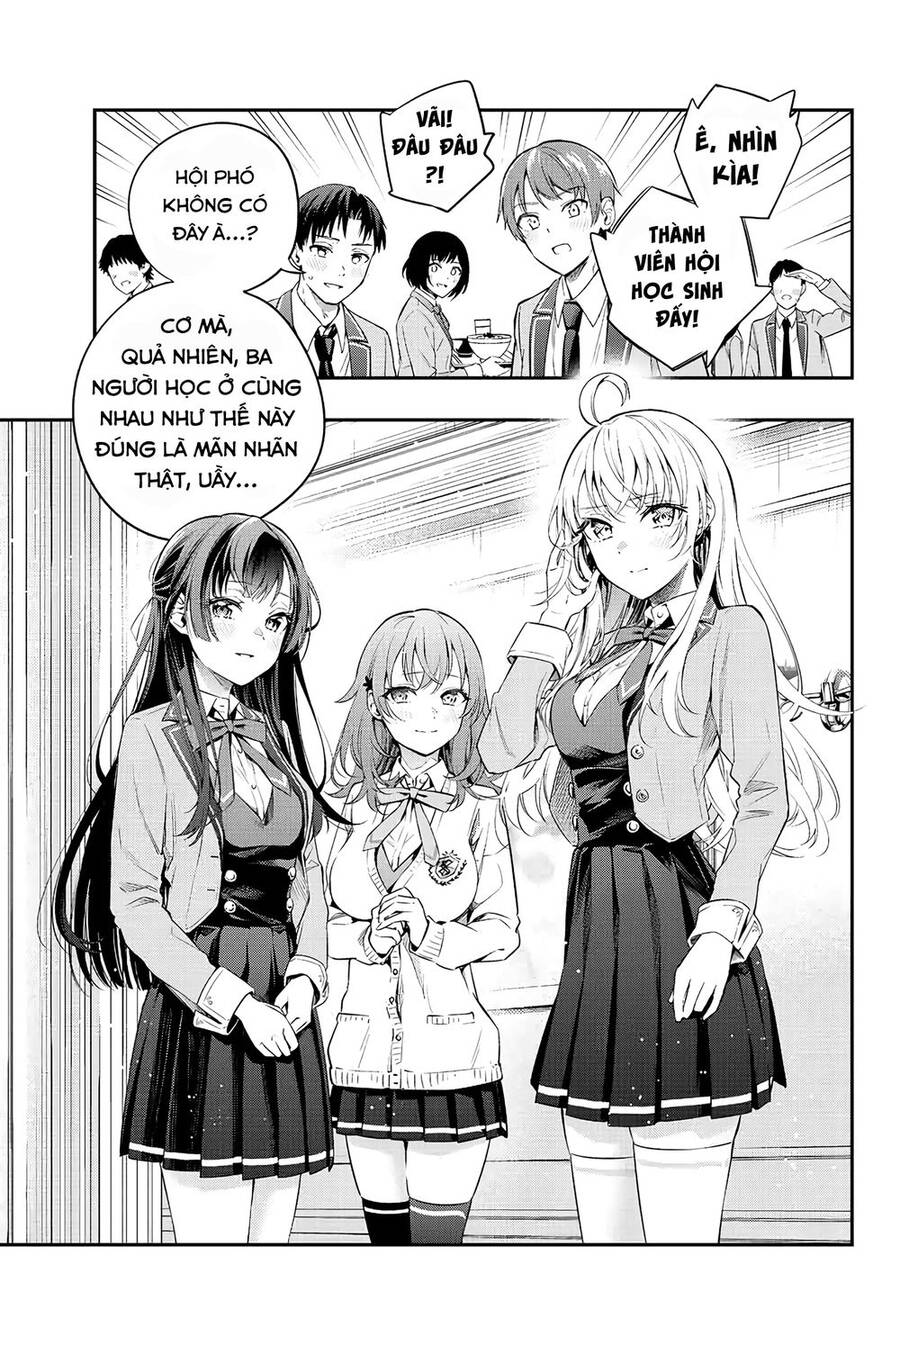 Ê, NHÌN
KÌA!
THÀNH
VIÊN HỘI
HỌC SINH
ĐẤY!
VÃI!
ĐÂU ĐÂU
?!
HỘI PHÓ
KHÔNG CÓ
ĐÂY À...?
CƠ MÀ,
QUẢ NHIÊN, BA
NGƯỜI HỌC Ở CÙNG
NHAU NHƯ THẾ NÀY
ĐÚNG LÀ MÃN NHÃN
THẬT, UẦY...